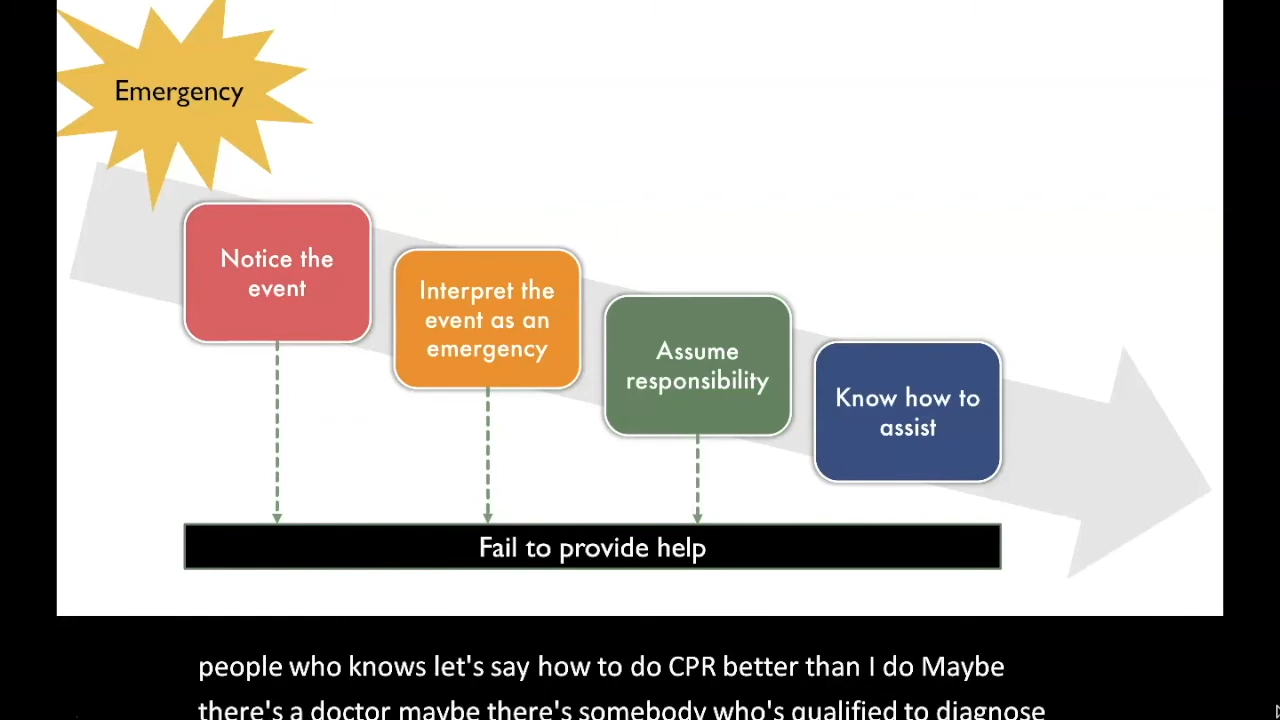 Emergency
Notice the
event
Interpret the
event as an
emergency
Assume
responsibility
Know how to
assist
Fail to provide help
people who knows let's say how to do CPR better than I do Maybe
there's a doctor maybe there's somebody who's qualified to diagnose